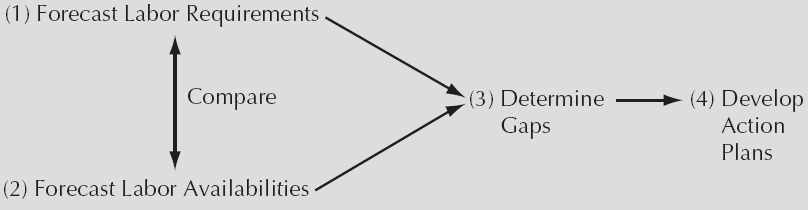 (1) Forecast Labor Requirements
Compare
(2) Forecast Labor Availabilities
(3) Determine
Gaps
(4) Develop
Action
Plans